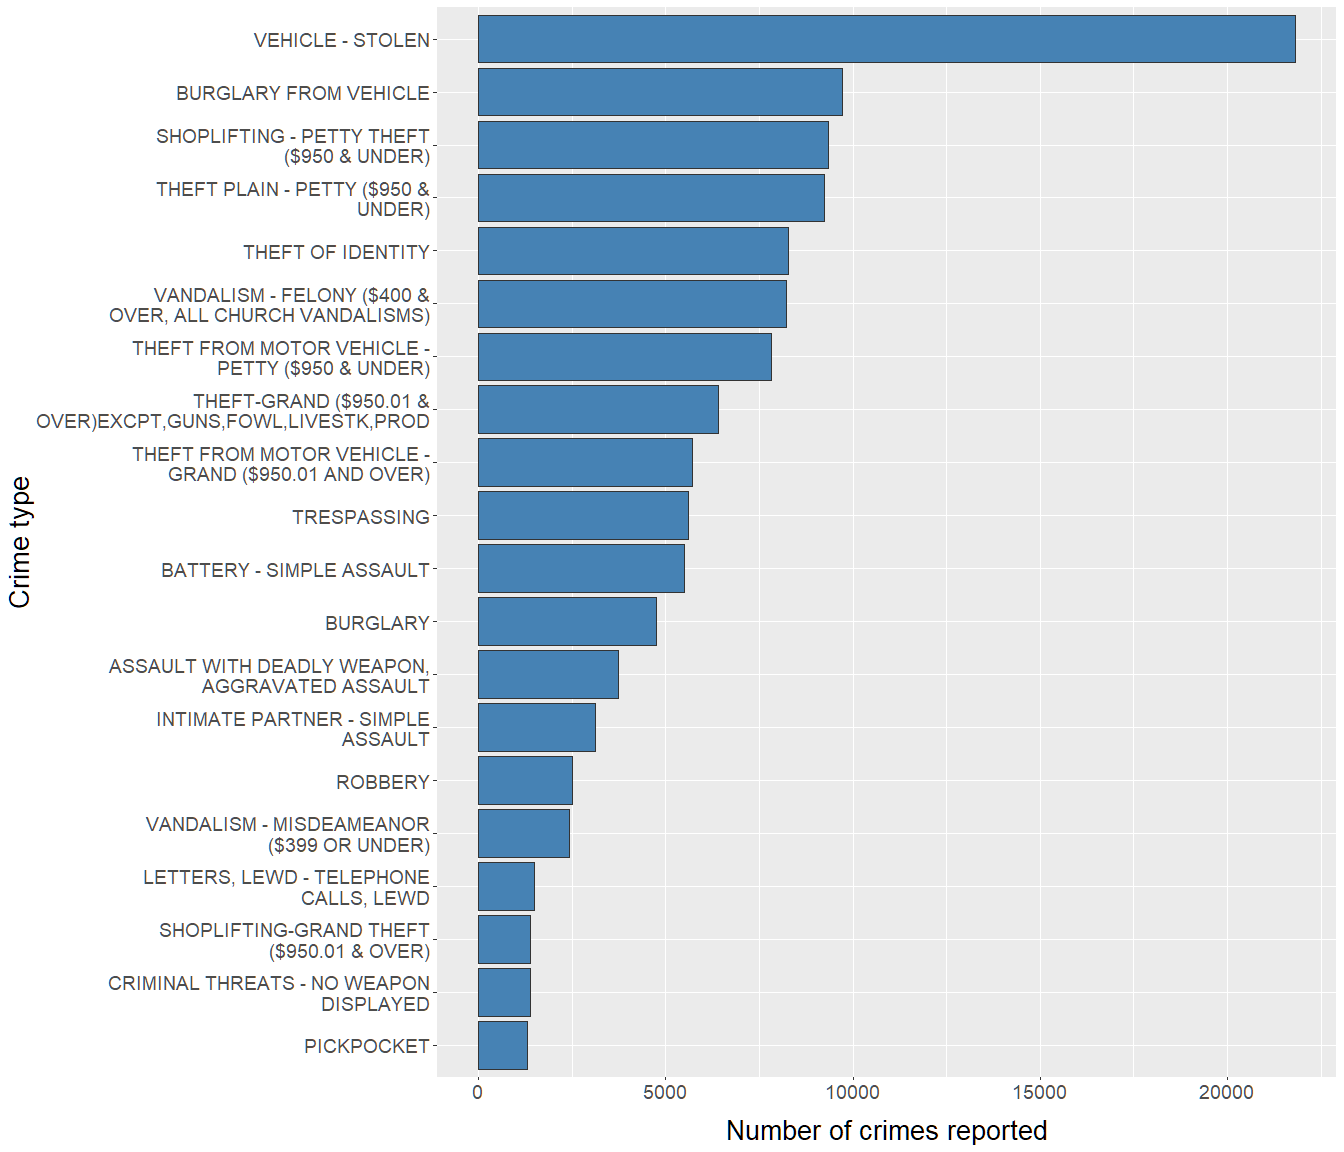 VEHICLE - STOLEN
BURGLARY FROM VEHICLE
SHOPLIFTING - PETTY THEFT
($950 & UNDER)
THEFT PLAIN - PETTY ($950 &
UNDER)
THEFT OF IDENTITY
VANDALISM - FELONY ($400 &
OVER, ALL CHURCH VANDALISMS)
THEFT FROM MOTOR VEHICLE -
PETTY ($950 & UNDER)
THEFT-GRAND ($950.01 &
OVER)EXCPT,GUNS,FOWL,LIVESTK,PROD
THEFT FROM MOTOR VEHICLE -
GRAND ($950.01 AND OVER)
TRESPASSING
BATTERY - SIMPLE ASSAULT
BURGLARY
ASSAULT WITH DEADLY WEAPON,
AGGRAVATED ASSAULT
INTIMATE PARTNER - SIMPLE
ASSAULT
ROBBERY
VANDALISM - MISDEAMEANOR
($399 OR UNDER)
LETTERS, LEWD - TELEPHONE
CALLS, LEWD
SHOPLIFTING-GRAND THEFT
($950.01 & OVER)
CRIMINAL THREATS - NO WEAPON
DISPLAYED
PICKPOCKET
Crime type
0 5000 10000 15000 20000
Number of crimes reported